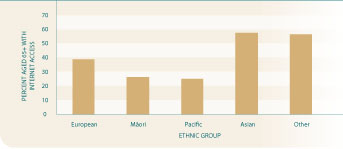 PERCENT AGED 65+ WITH
INTERNET ACCESS
70
60
50
40
30
20
10
0
European
Māori
Pacific
Asian
Other
ETHNIC GROUP